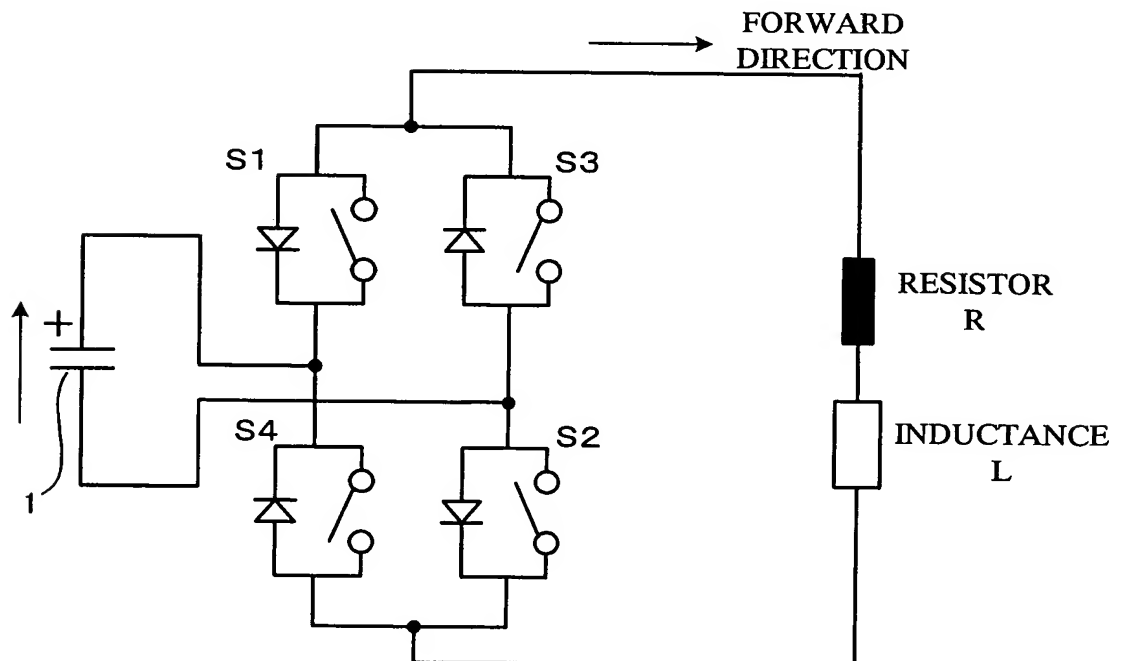 FORWARD
DIRECTION
S1
S3
+
RESISTOR
R
S4
S2
INDUCTANCE
L
1